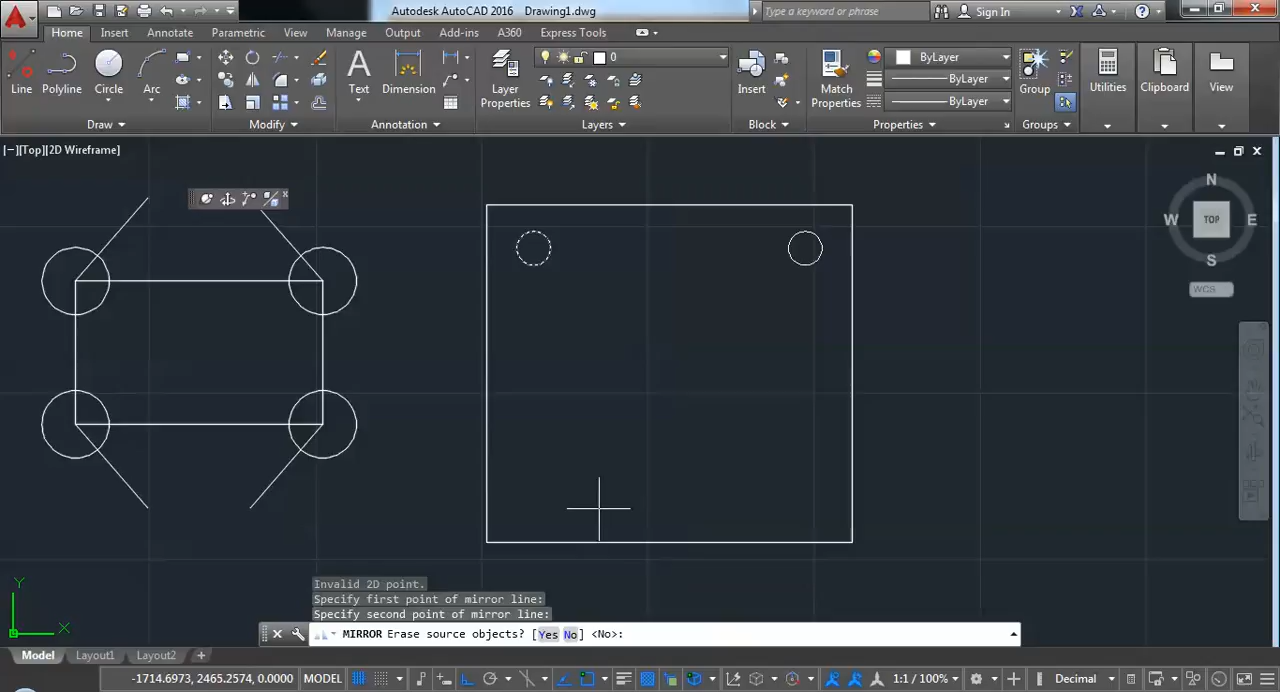 Autodesk AutoCAD 2016 Drawing1.dwg
Type a keyword or phrase
Sign In
Home Insert Annotate Parametric View Manage Output Add-ins A360 Express Tools
0
ByLayer
ByLayer
ByLayer
Line Polyline Circle Arc
Text Dimension
Layer Properties
Insert
Match Properties
Group
Utilities
Clipboard
View
Draw Modify Annotation Layers Block Properties Groups
[−][Top][2D Wireframe]
N
W TOP E
S
WCS
Invalid 2D point.
Specify first point of mirror line:
Specify second point of mirror line:
MIRROR Erase source objects? [Yes No] <No>:
Y
X
Model Layout1 Layout2 +
-1714.6973, 2465.2574, 0.0000 MODEL 1:1 / 100% Decimal